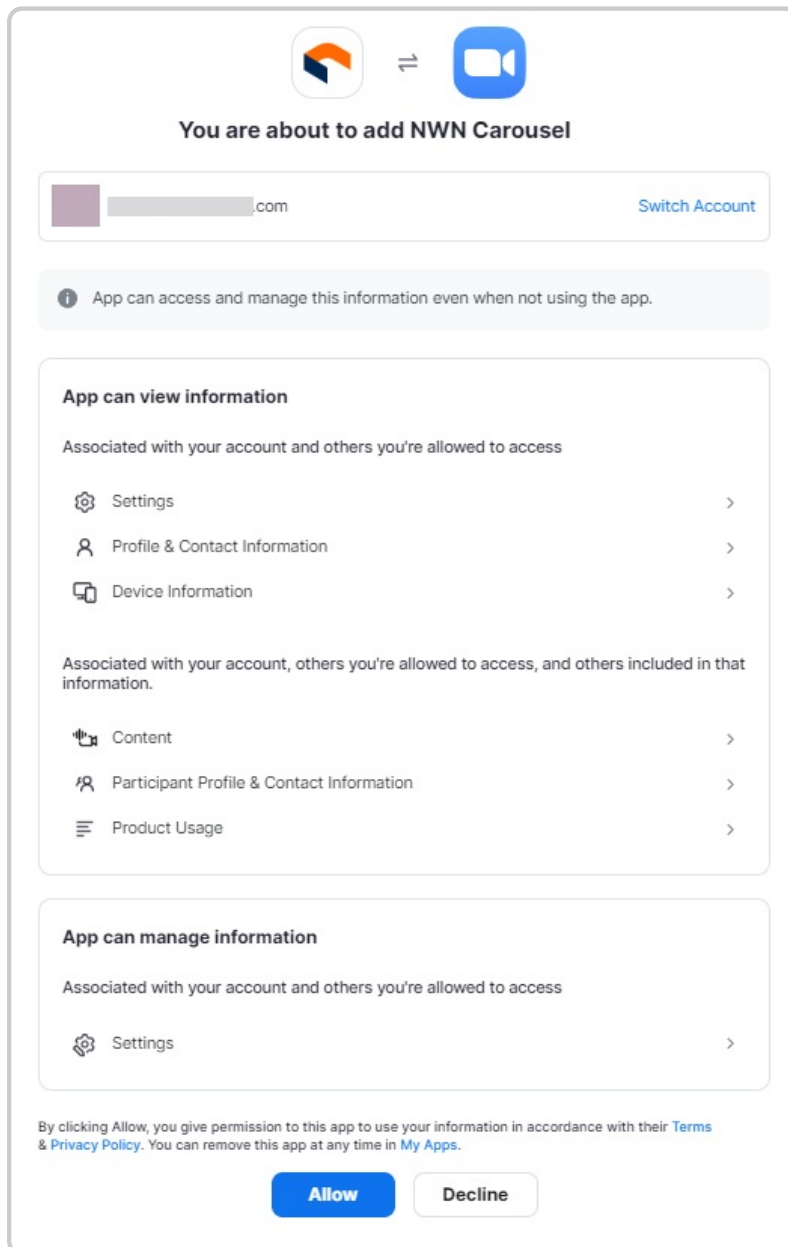 You are about to add NWN Carousel
.com
Switch Account
App can access and manage this information even when not using the app.
App can view information
Associated with your account and others you're allowed to access
Settings
Profile & Contact Information
Device Information
Associated with your account, others you're allowed to access, and others included in that
information.
Content
Participant Profile & Contact Information
Product Usage
App can manage information
Associated with your account and others you're allowed to access
Settings
By clicking Allow, you give permission to this app to use your information in accordance with their Terms
& Privacy Policy. You can remove this app at any time in My Apps.
Allow
Decline